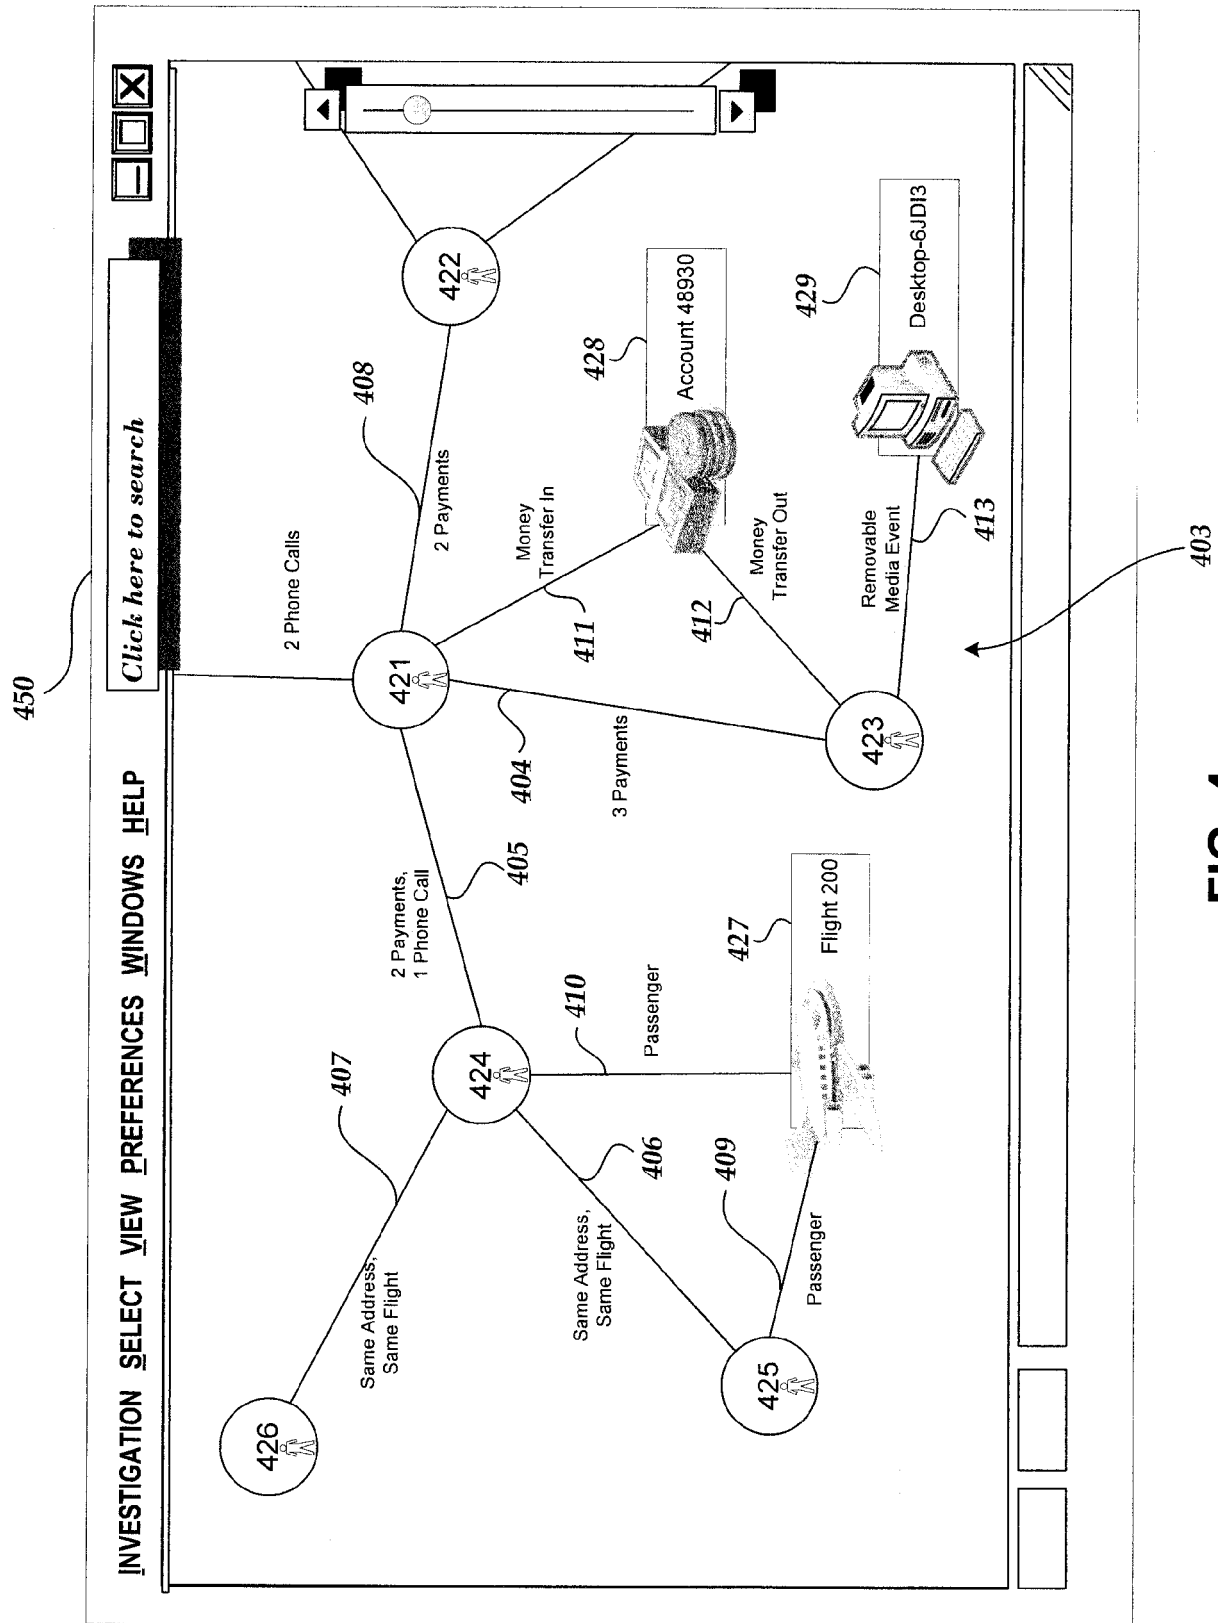 450
INVESTIGATION SELECT VIEW PREFERENCES WINDOWS HELP
Click here to search
2 Phone Calls
426
407
Same Address,
Same Flight
2 Payments,
1 Phone Call
405
421
408
2 Payments
422
424
404
411
Money
Transfer In
428
Account 48930
406
410
Passenger
Same Address,
Same Flight
3 Payments
412
Money
Transfer Out
409
427
Flight 200
429
425
Passenger
423
Removable
Media Event
Desktop-6JDI3
413
403